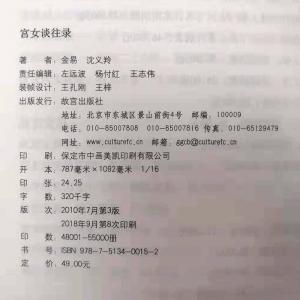 宫女谈往录
著者：金易 沈义羚
责任编辑：左远波 杨付红 王志伟
装帧设计：王孔刚 王梓
出版发行：故宫出版社
地址：北京市东城区景山前街4号 邮编：100009
电话：010-85007808 010-85007816 传真：010-65129479
网址：www.culturefc.cn 邮箱：ggcb@culturefc.cn
印刷：保定市中画美凯印刷有限公司
开本：787毫米×1092毫米 1/16
印张：24.25
字数：320千字
版次：2010年7月第3版
2018年9月第8次印刷
印数：48001-55000册
书号：ISBN 978-7-5134-0015-2
定价：49.00元